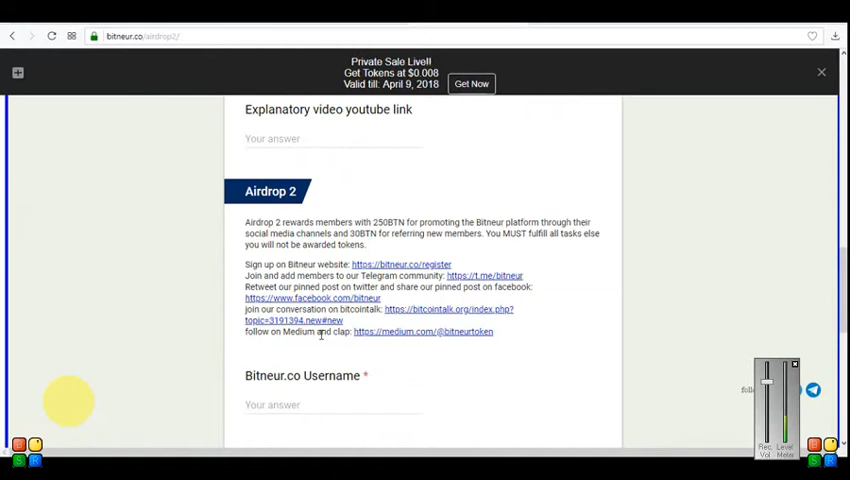 bitneur.co/airdrop2/
Private Sale Live!!
Get Tokens at $0.008
Valid till: April 9, 2018
Get Now
Explanatory video youtube link
Your answer
Airdrop 2
Airdrop 2 rewards members with 250BTN for promoting the Bitneur platform through their
social media channels and 30BTN for referring new members. You MUST fulfill all tasks else
you will not be awarded tokens.
Sign up on Bitneur website: https://bitneur.co/register
Join and add members to our Telegram community: https://t.me/bitneur
Retweet our pinned post on twitter and share our pinned post on facebook:
https://www.facebook.com/bitneur
join our conversation on bitcointalk: https://bitcointalk.org/index.php?
topic=3191394.new#new
follow on Medium and clap: https://medium.com/@bitneurtoken
Bitneur.co Username *
Your answer
Rec. Level
Vol Meter
B
S R
B
S R